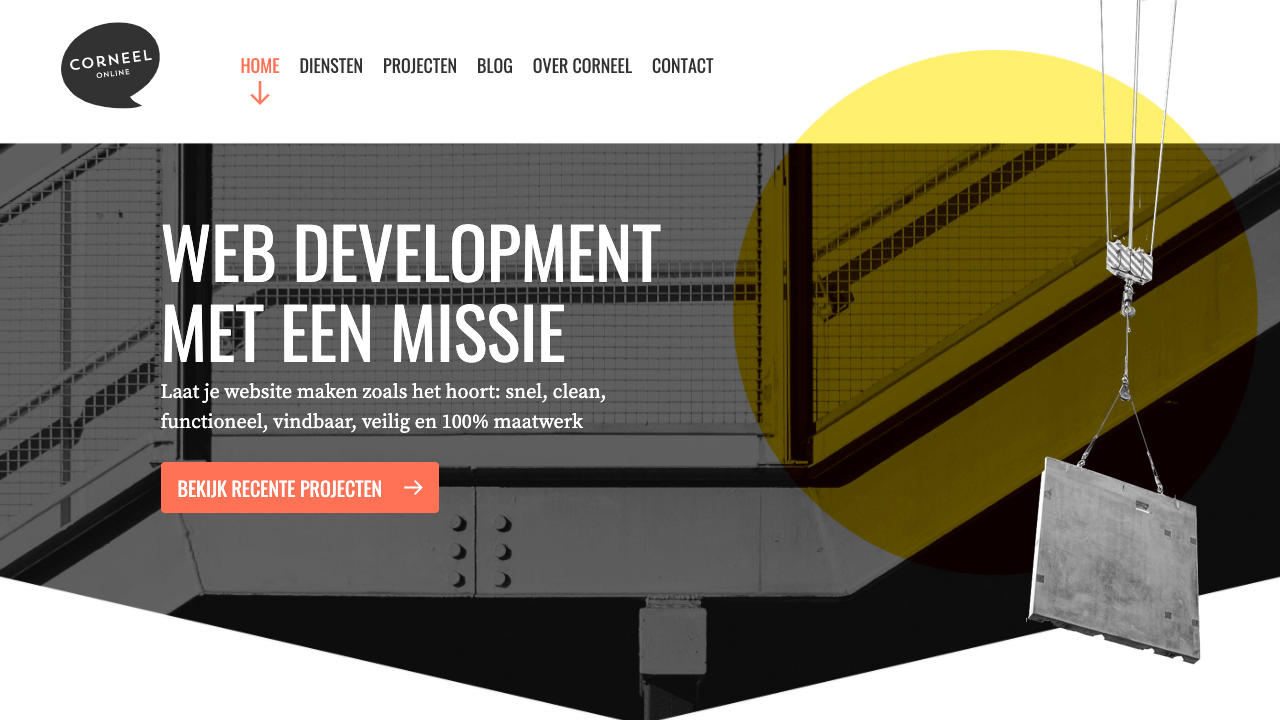 CORNEEL
ONLINE
HOME
DIENSTEN
PROJECTEN
BLOG
OVER CORNEEL
CONTACT
WEB DEVELOPMENT
MET EEN MISSIE
Laat je website maken zoals het hoort: snel, clean,
functioneel, vindbaar, veilig en 100% maatwerk
BEKIJK RECENTE PROJECTEN